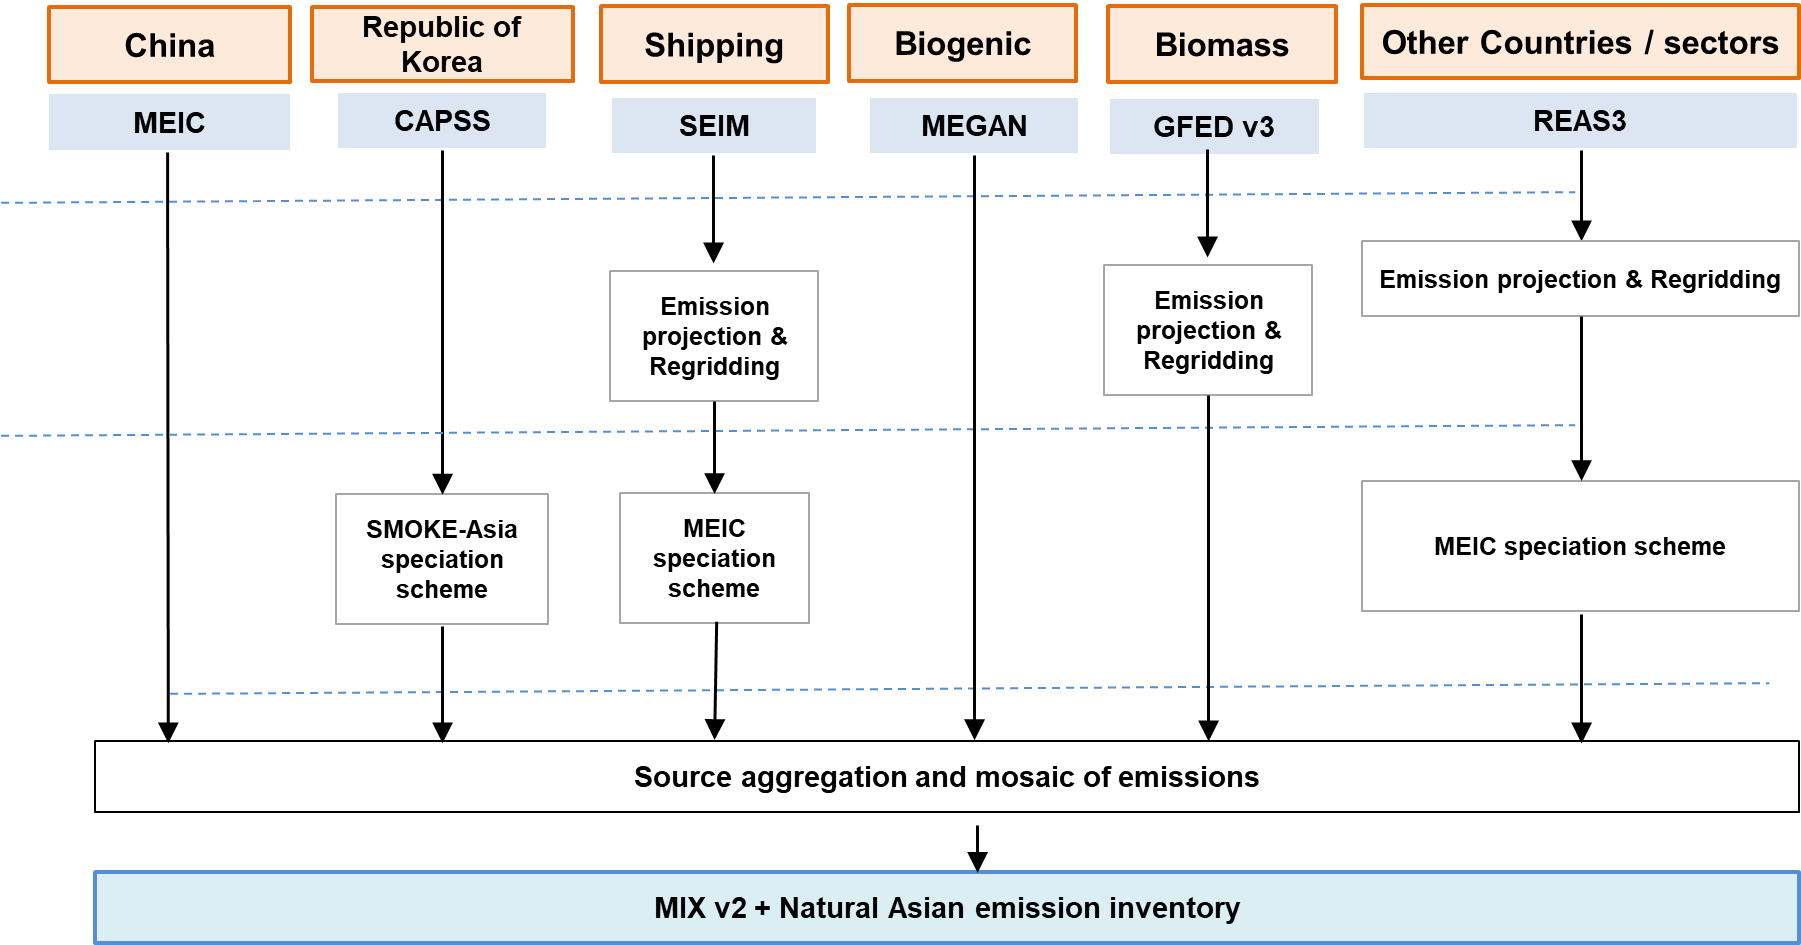 China
Republic of
Korea
Shipping
Biogenic
Biomass
Other Countries / sectors
MEIC
CAPSS
SEIM
MEGAN
GFED v3
REAS3
Emission
projection &
Regridding
Emission
projection &
Regridding
Emission projection & Regridding
SMOKE-Asia
speciation
scheme
MEIC
speciation
scheme
MEIC speciation scheme
Source aggregation and mosaic of emissions
MIX v2 + Natural Asian emission inventory